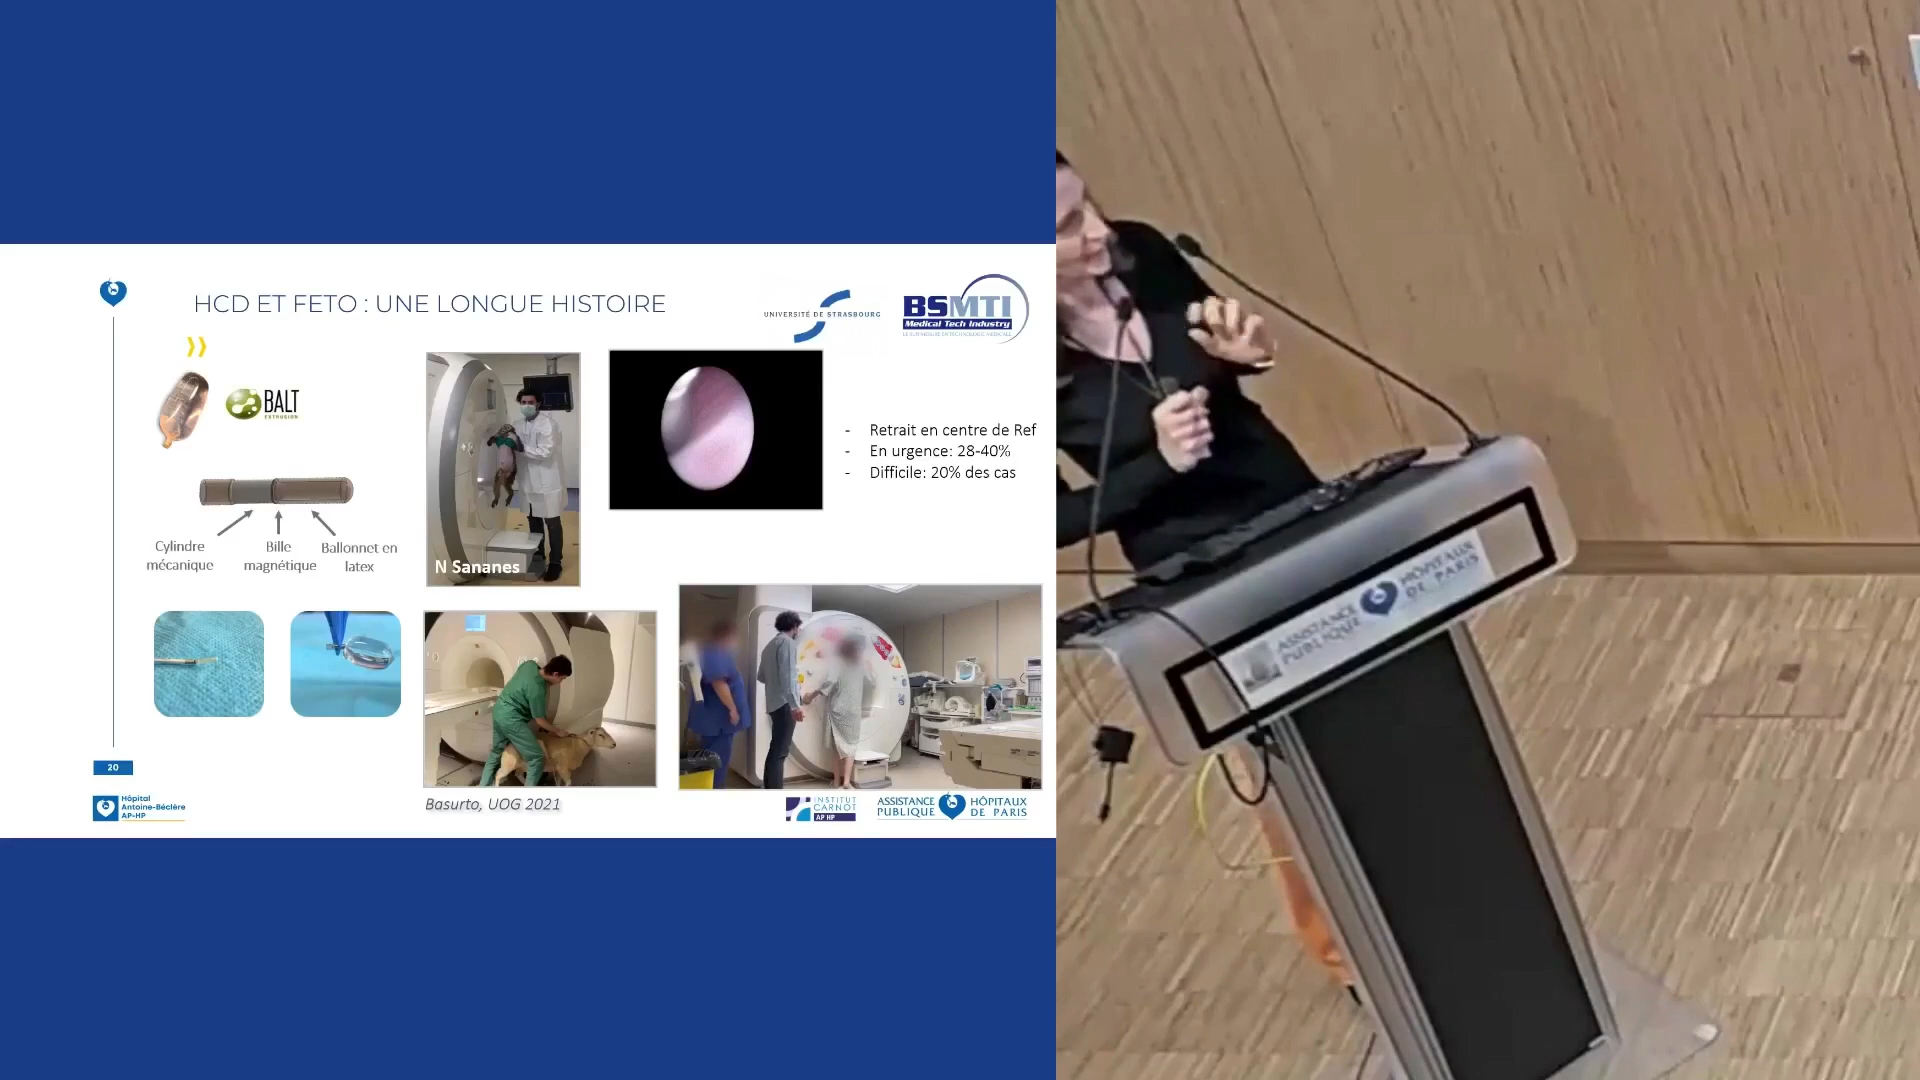 HCD ET FETO : UNE LONGUE HISTOIRE
UNIVERSITÉ DE STRASBOURG
BSMTI
Medical Tech Industry
BALT
EXTRUSION
- Retrait en centre de Ref
- En urgence: 28-40%
- Difficile: 20% des cas
Cylindre
mécanique
Bille
magnétique
Ballonnet en
latex
N Sananes
Basurto, UOG 2021
20
Hôpital
Antoine-Béclère
AP-HP
INSTITUT
CARNOT
AP HP
ASSISTANCE
PUBLIQUE
HÔPITAUX
DE PARIS
ASSISTANCE
PUBLIQUE
HÔPITAUX
DE PARIS